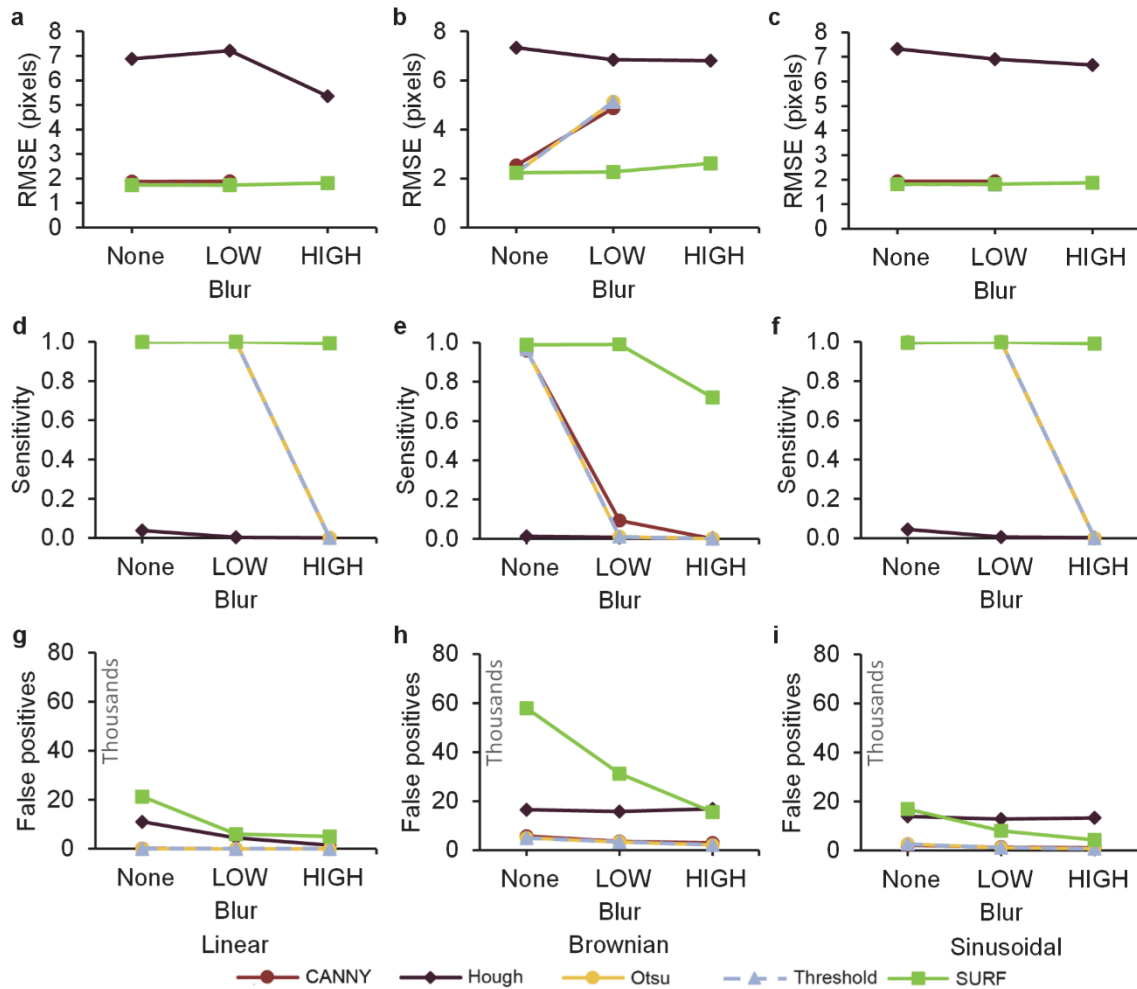 a
b
c
RMSE (pixels)
8
7
6
5
4
3
2
1
0
None LOW HIGH
Blur
RMSE (pixels)
8
6
4
2
0
None LOW HIGH
Blur
RMSE (pixels)
8
7
6
5
4
3
2
1
0
None LOW HIGH
Blur
d
e
f
Sensitivity
1.0
0.8
0.6
0.4
0.2
0.0
None LOW HIGH
Blur
Sensitivity
1.0
0.8
0.6
0.4
0.2
0.0
None LOW HIGH
Blur
Sensitivity
1.0
0.8
0.6
0.4
0.2
0.0
None LOW HIGH
Blur
g
h
i
False positives
80
60
40
20
0
Thousands
None LOW HIGH
Blur
Linear
False positives
80
60
40
20
0
Thousands
None LOW HIGH
Blur
Brownian
False positives
80
60
40
20
0
Thousands
None LOW HIGH
Blur
Sinusoidal
CANNY Hough Otsu Threshold SURF